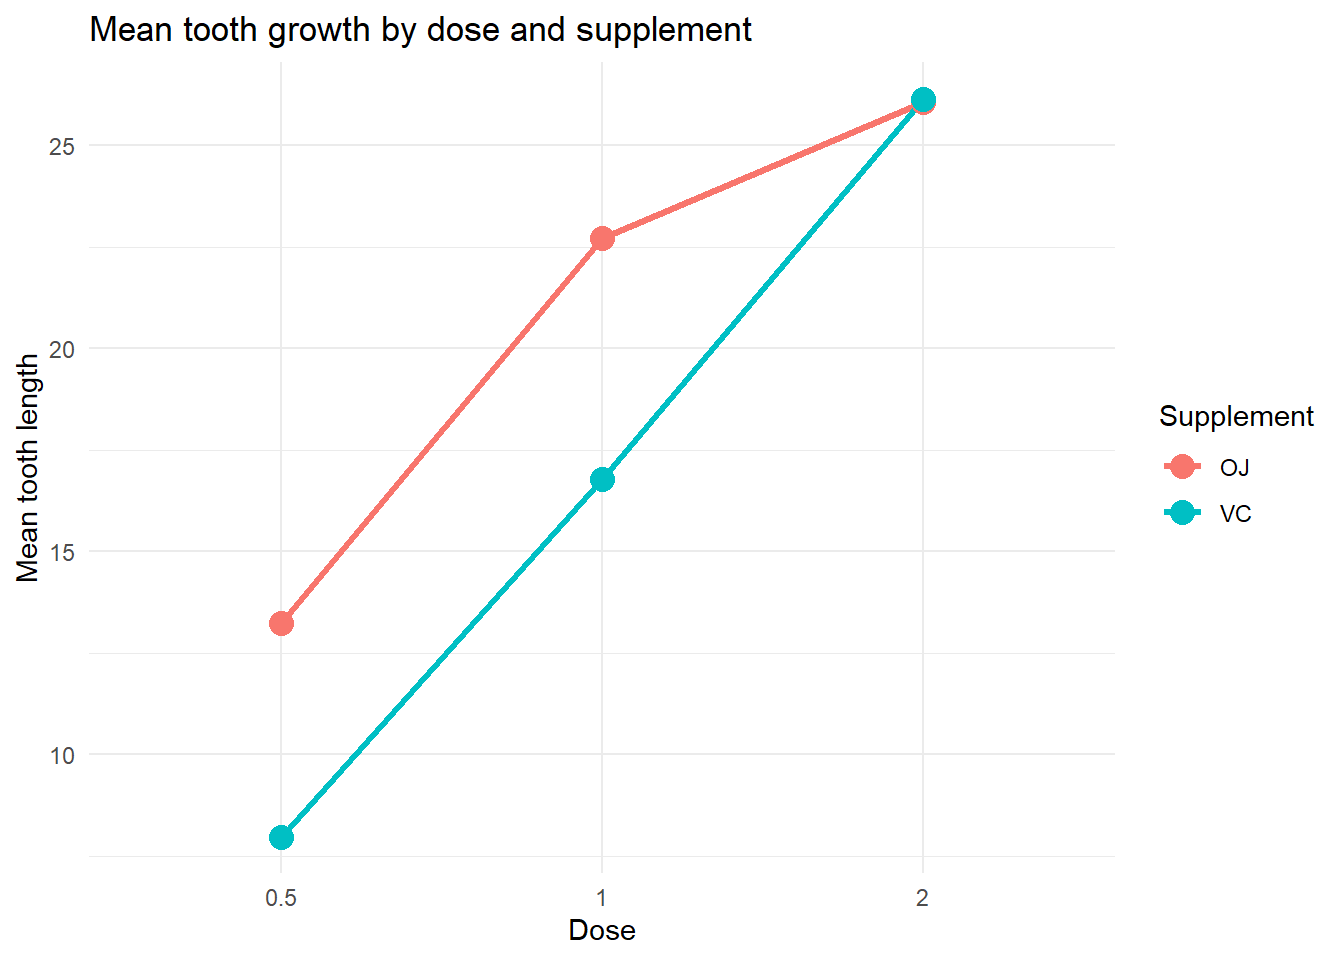 Mean tooth growth by dose and supplement
25
20
15
10
Mean tooth length
0.5
1
2
Dose
Supplement
OJ
VC